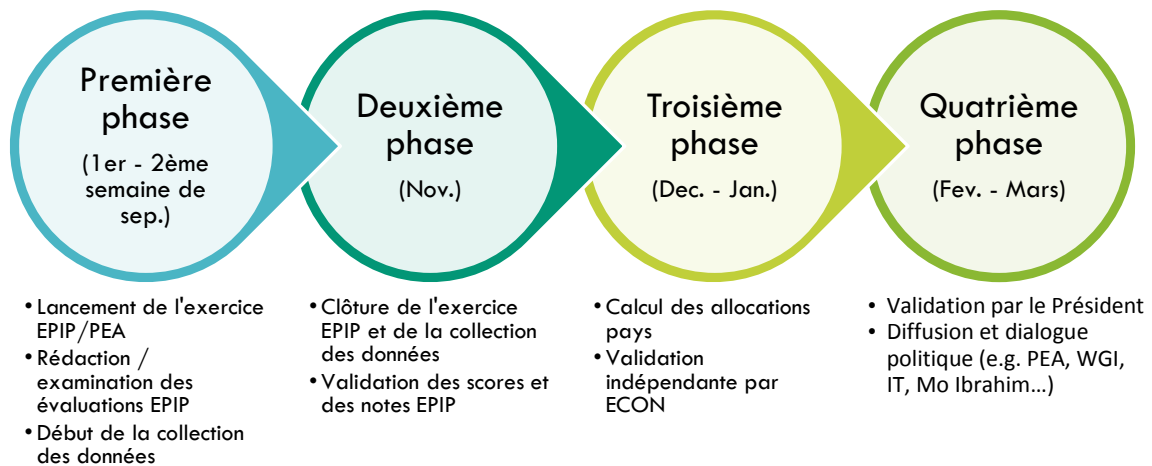 Première
phase
(1er - 2ème
semaine de
sep.)
• Lancement de l'exercice
EPIP/PEA
• Rédaction /
examination des
évaluations EPIP
• Début de la collection
des données
Deuxième
phase
(Nov.)
• Clôture de l'exercice
EPIP et de la collection
des données
• Validation des scores et
des notes EPIP
Troisième
phase
(Dec. - Jan.)
• Calcul des allocations
pays
• Validation
indépendante par
ECON
Quatrième
phase
(Fev. - Mars)
• Validation par le Président
• Diffusion et dialogue
politique (e.g. PEA, WGI,
IT, Mo Ibrahim...)